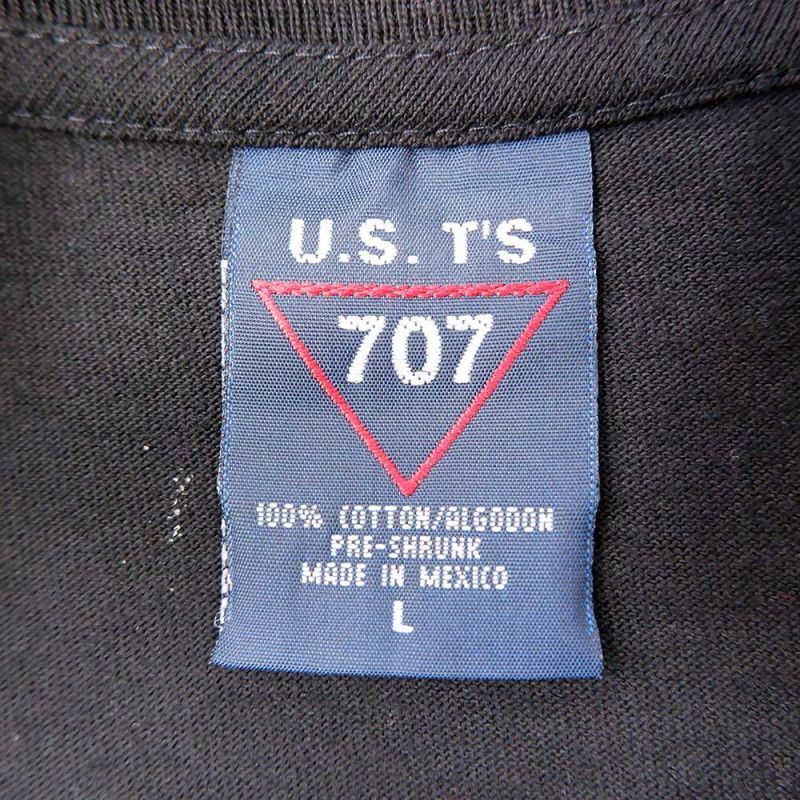 U.S. T'S
707
100% COTTON/ALGODON
PRE-SHRUNK
MADE IN MEXICO
L